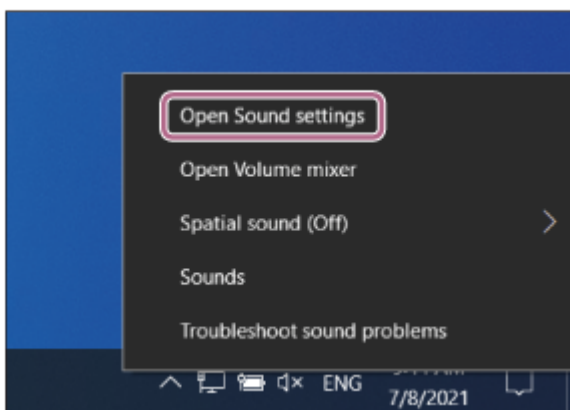 Open Sound settings
Open Volume mixer
Spatial sound (Off)
Sounds
Troubleshoot sound problems
ENG
7/8/2021